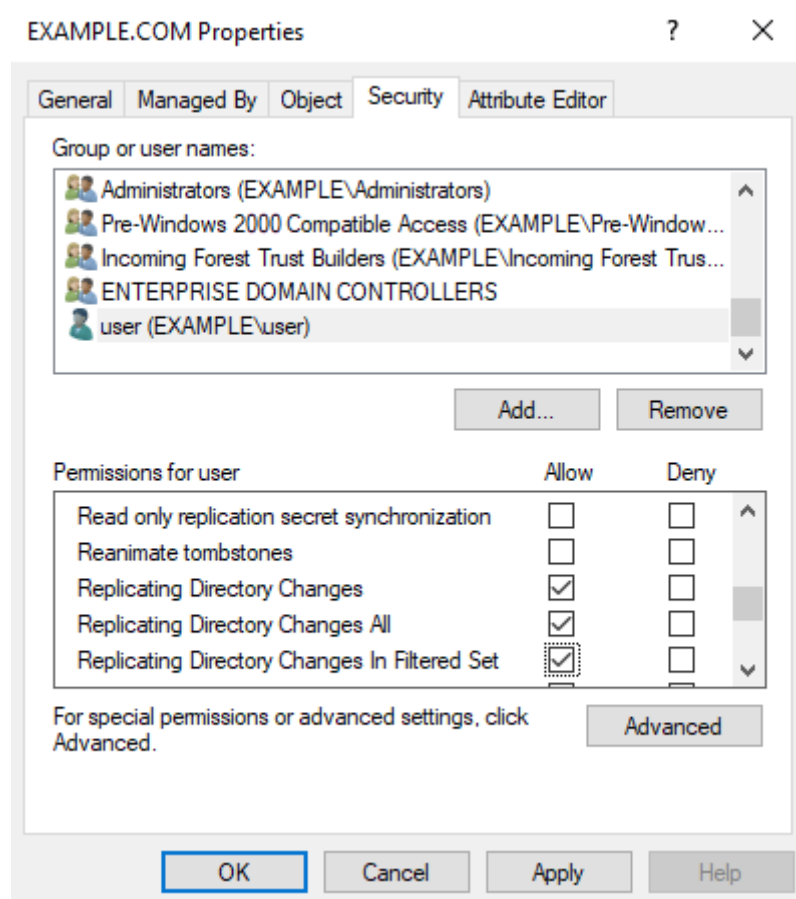 EXAMPLE.COM Properties ?
General Managed By Object Security Attribute Editor
Group or user names:
Administrators (EXAMPLE\Administrators)
Pre-Windows 2000 Compatible Access (EXAMPLE\Pre-Window...
Incoming Forest Trust Builders (EXAMPLE\Incoming Forest Trus...
ENTERPRISE DOMAIN CONTROLLERS
user (EXAMPLE\user)
Add... Remove
Permissions for user Allow Deny
Read only replication secret synchronization
Reanimate tombstones
Replicating Directory Changes
Replicating Directory Changes All
Replicating Directory Changes In Filtered Set
For special permissions or advanced settings, click
Advanced.
Advanced
OK Cancel Apply Help